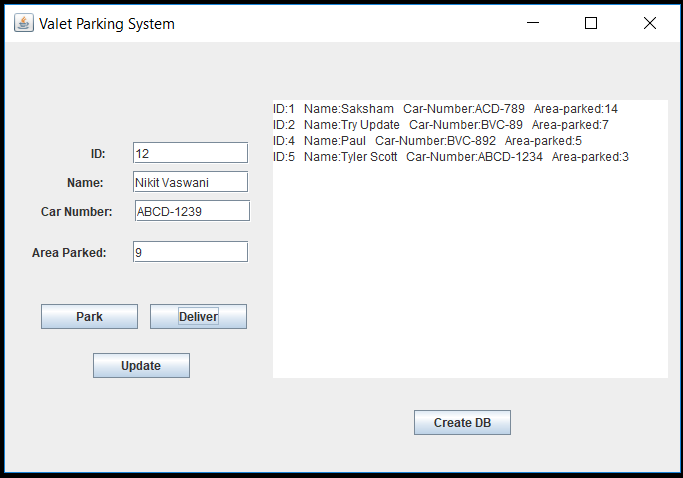 Valet Parking System
ID: 12
Name: Nikit Vaswani
Car Number: ABCD-1239
Area Parked: 9
Park Deliver
Update
ID:1 Name:Saksham Car-Number:ACD-789 Area-parked:14
ID:2 Name:Try Update Car-Number:BVC-89 Area-parked:7
ID:4 Name:Paul Car-Number:BVC-892 Area-parked:5
ID:5 Name:Tyler Scott Car-Number:ABCD-1234 Area-parked:3
Create DB